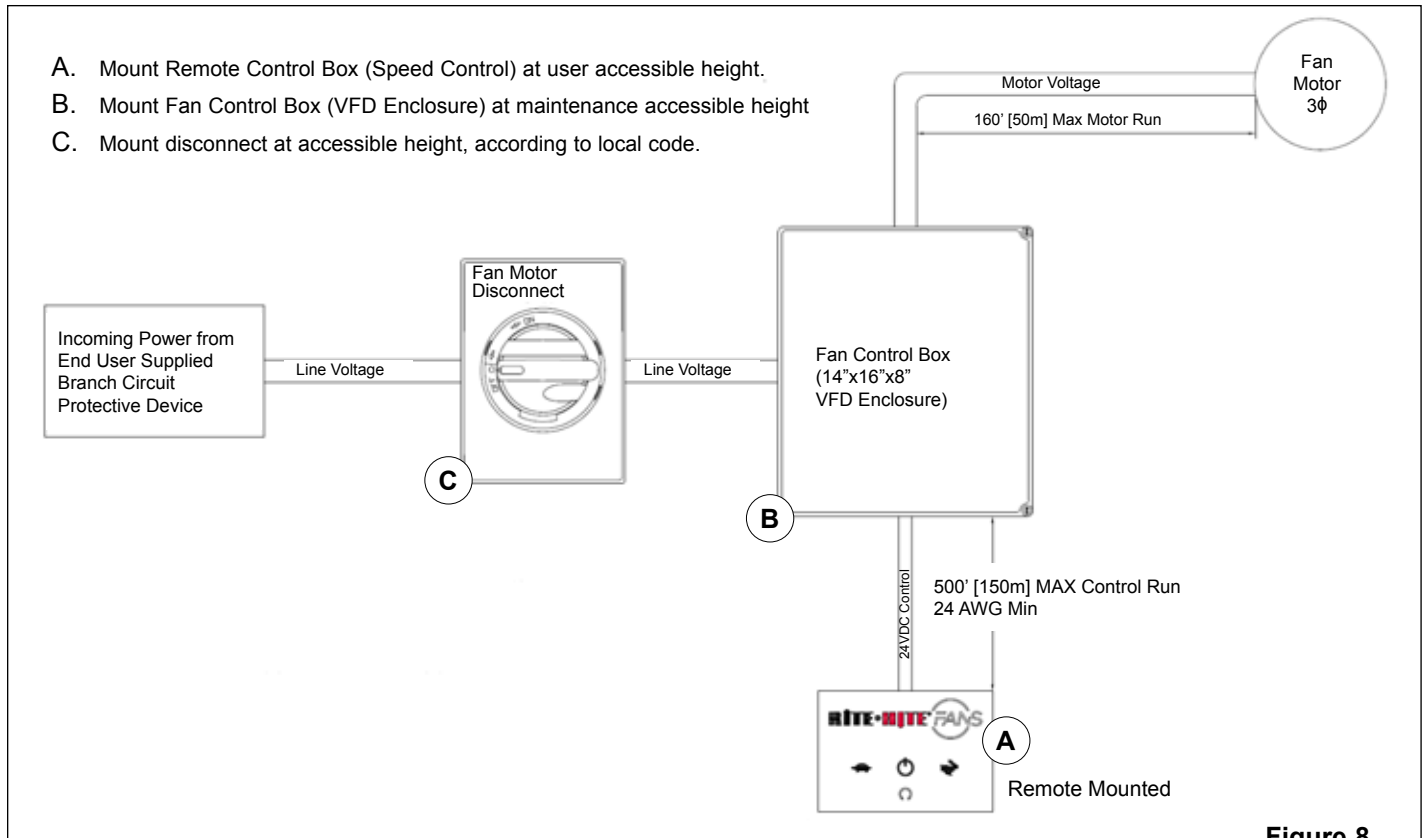 A. Mount Remote Control Box (Speed Control) at user accessible height.
B. Mount Fan Control Box (VFD Enclosure) at maintenance accessible height
C. Mount disconnect at accessible height, according to local code.
Fan
Motor
3ϕ
Motor Voltage
160’ [50m] Max Motor Run
Incoming Power from
End User Supplied
Branch Circuit
Protective Device
Line Voltage
Fan Motor
Disconnect
ON
C
Line Voltage
Fan Control Box
(14”x16”x8”
VFD Enclosure)
B
24VDC Control
500’ [150m] MAX Control Run
24 AWG Min
RITE•HITE FANS
A
Remote Mounted
Figure 8